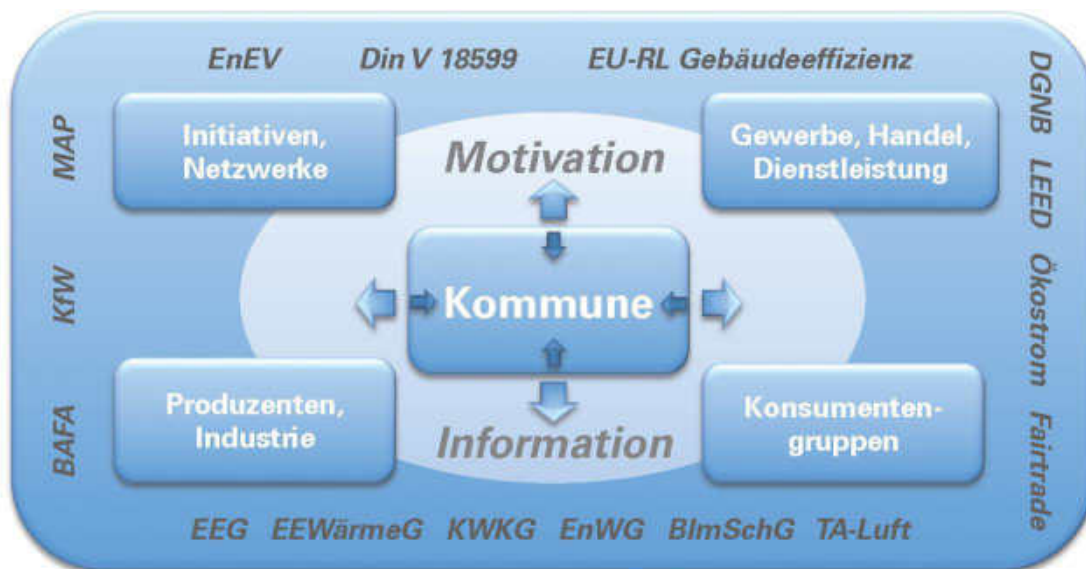 EnEV Din V 18599 EU-RL Gebäudeeffizienz
MAP
KfW
BAFA
Initiativen,
Netzwerke
Motivation
Gewerbe, Handel,
Dienstleistung
Kommune
Produzenten,
Industrie
Information
Konsumenten-
gruppen
DGNB LEED Ökostrom Fairtrade
EEG EEWärmeG KWKG EnWG BImSchG TA-Luft